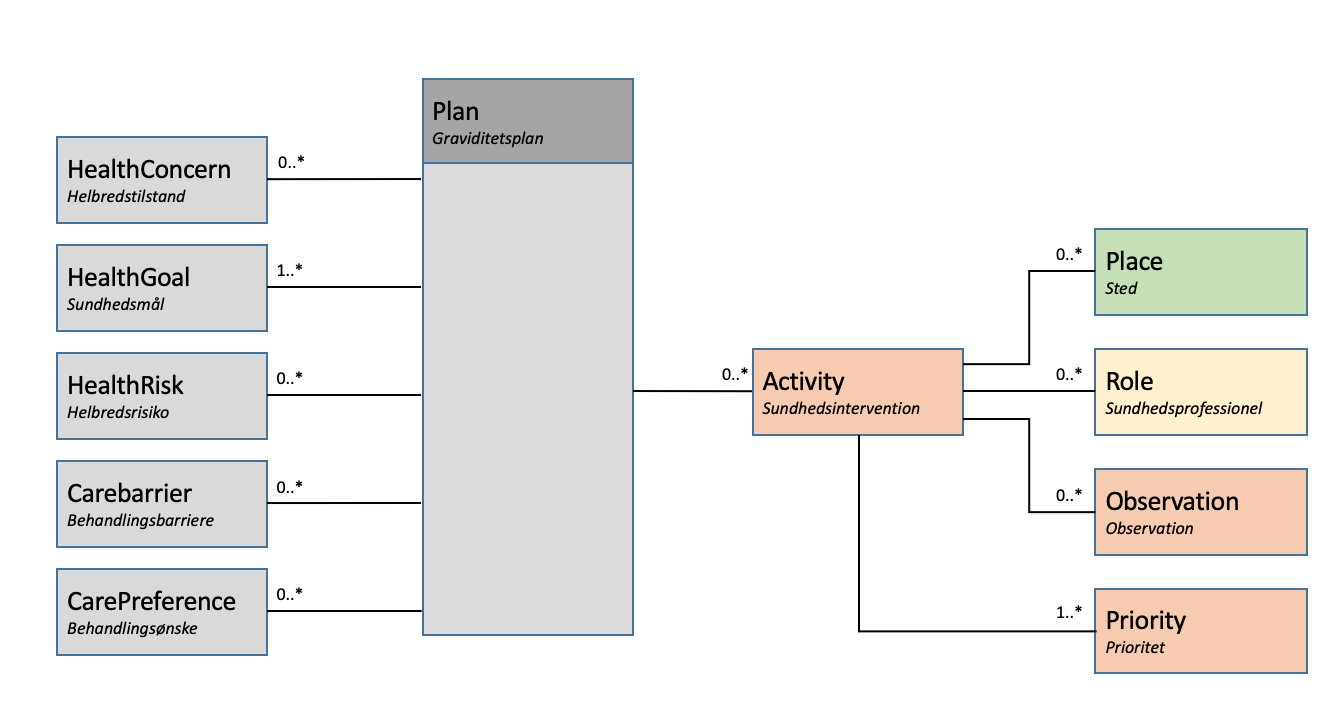 Plan
Graviditetsplan
HealthConcern
Helbredstilstand
0..*
HealthGoal
Sundhedsmål
1..*
HealthRisk
Helbredsrisiko
0..*
Carebarrier
Behandlingsbarriere
0..*
CarePreference
Behandlingsønske
0..*
0..*
Activity
Sundhedsintervention
0..*
Place
Sted
0..*
Role
Sundhedsprofessionel
0..*
Observation
Observation
1..*
Priority
Prioritet